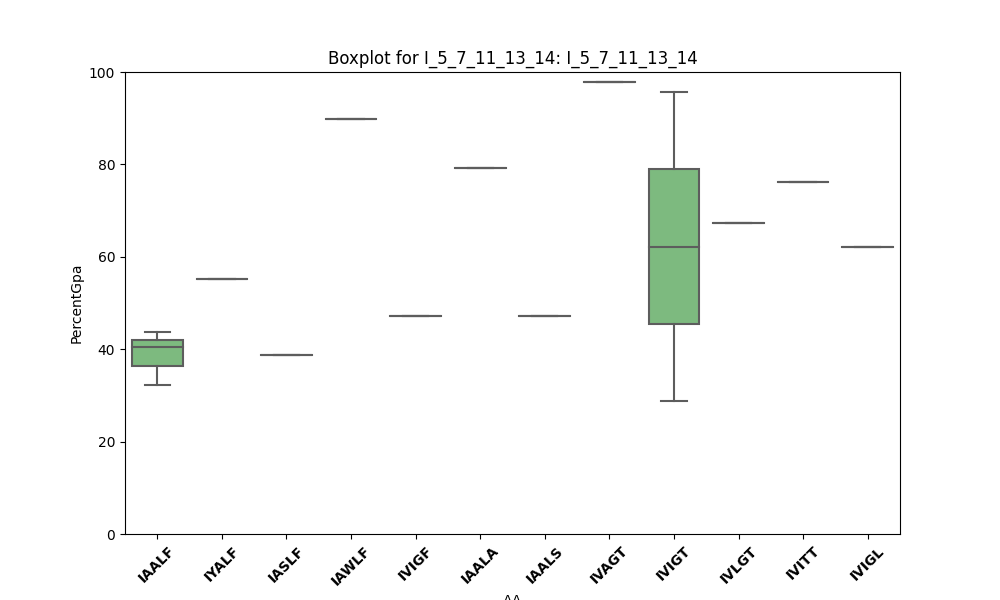 Boxplot for I_5_7_11_13_14: I_5_7_11_13_14
100
80
60
40
20
0
PercentGpa
IAALF
IYALF
IASLF
IAWLF
IVIGF
IAALA
IAALS
IVAGT
IVIGT
IVLGT
IVITT
IVIGL
AA